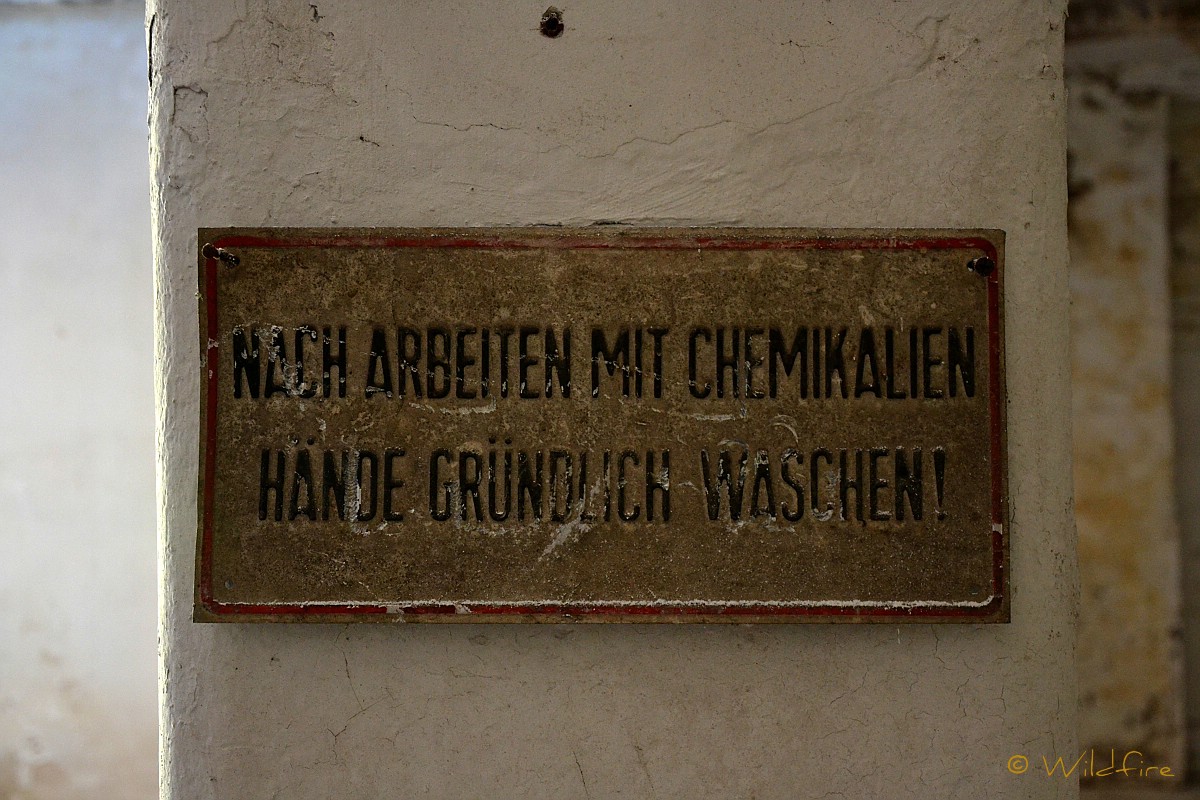 NACH ARBEITEN MIT CHEMIKALIEN
HÄNDE GRÜNDLICH WASCHEN!
© Wildfire